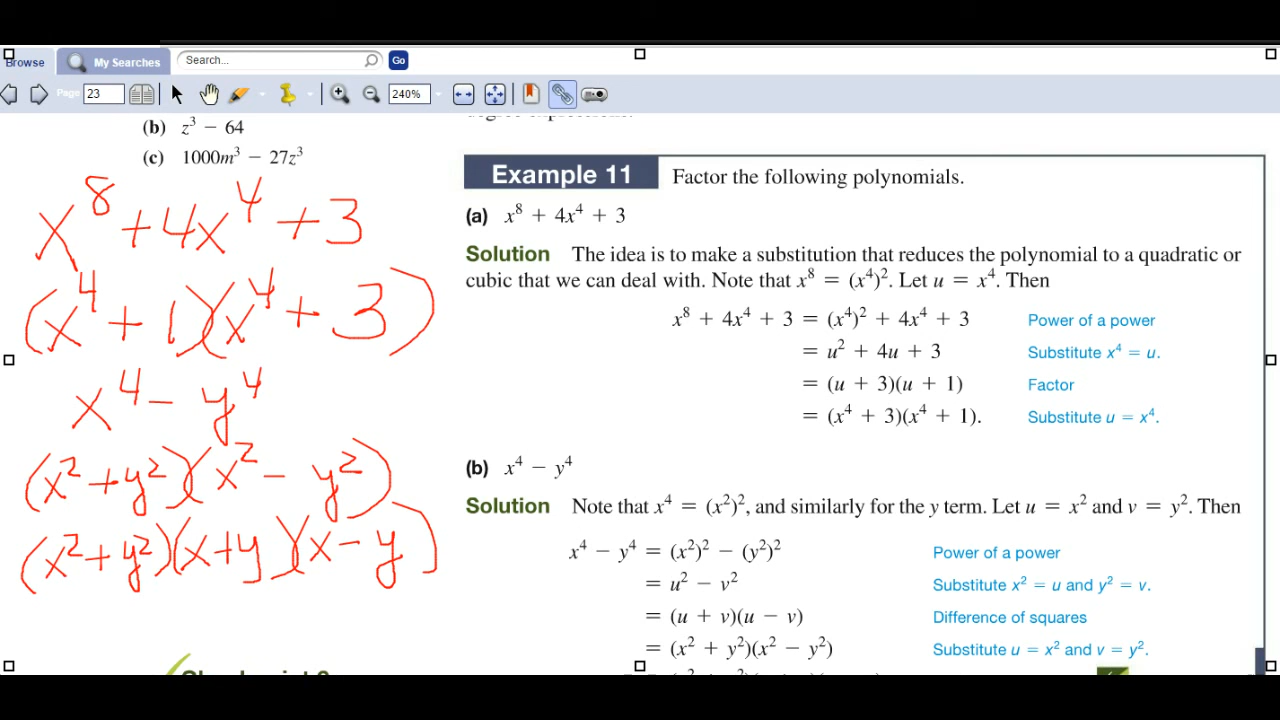 Browse
My Searches
Search...
Go
Page 23
240%
(b) z³ − 64
(c) 1000m³ − 27z³
degree expressions.
x⁸ + 4x⁴ + 3
(x⁴ + 1)(x⁴ + 3)
x⁴ − y⁴
(x² + y²)(x² − y²)
(x² + y²)(x + y)(x − y)
Example 11 Factor the following polynomials.
(a) x⁸ + 4x⁴ + 3
Solution The idea is to make a substitution that reduces the polynomial to a quadratic or
cubic that we can deal with. Note that x⁸ = (x⁴)². Let u = x⁴. Then
x⁸ + 4x⁴ + 3 = (x⁴)² + 4x⁴ + 3 Power of a power
= u² + 4u + 3 Substitute x⁴ = u.
= (u + 3)(u + 1) Factor
= (x⁴ + 3)(x⁴ + 1). Substitute u = x⁴.
(b) x⁴ − y⁴
Solution Note that x⁴ = (x²)², and similarly for the y term. Let u = x² and v = y². Then
x⁴ − y⁴ = (x²)² − (y²)² Power of a power
= u² − v² Substitute x² = u and y² = v.
= (u + v)(u − v) Difference of squares
= (x² + y²)(x² − y²) Substitute u = x² and v = y².